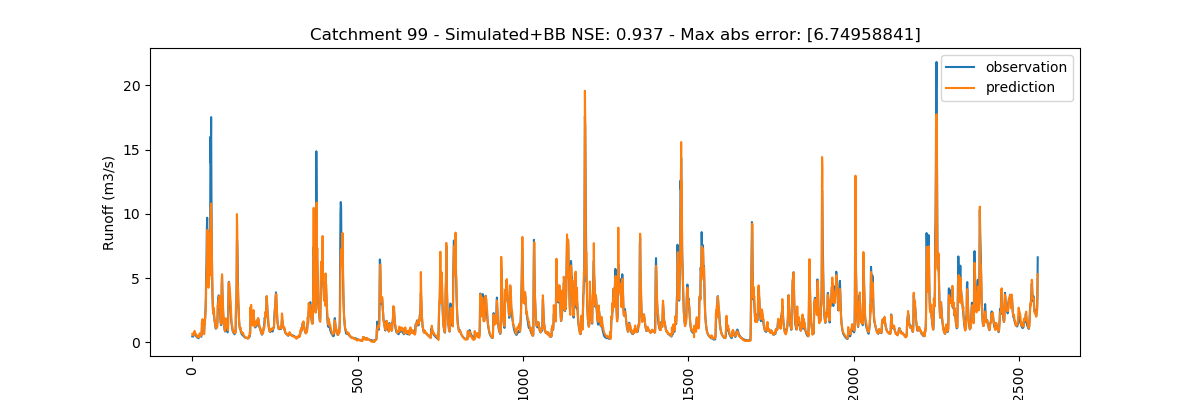 Catchment 99 - Simulated+BB NSE: 0.937 - Max abs error: [6.74958841]
observation
prediction
Runoff (m3/s)
20
15
10
5
0
0
500
1000
1500
2000
2500